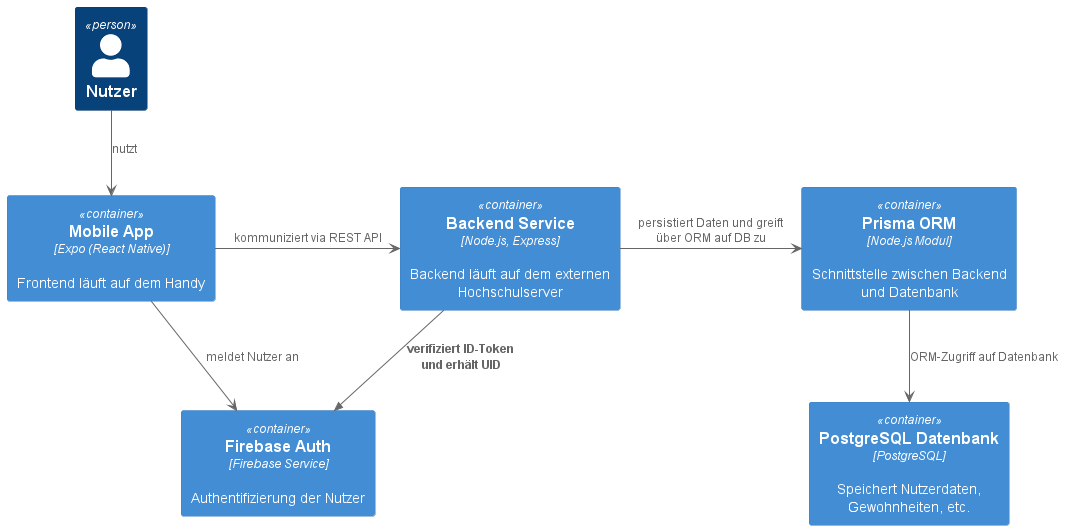 «person»
Nutzer
nutzt
«container»
Mobile App
[Expo (React Native)]
Frontend läuft auf dem Handy
kommuniziert via REST API
«container»
Backend Service
[Node.js, Express]
Backend läuft auf dem externen
Hochschulserver
persistiert Daten und greift
über ORM auf DB zu
«container»
Prisma ORM
[Node.js Modul]
Schnittstelle zwischen Backend
und Datenbank
meldet Nutzer an
verifiziert ID-Token
und erhält UID
ORM-Zugriff auf Datenbank
«container»
Firebase Auth
[Firebase Service]
Authentifizierung der Nutzer
«container»
PostgreSQL Datenbank
[PostgreSQL]
Speichert Nutzerdaten,
Gewohnheiten, etc.